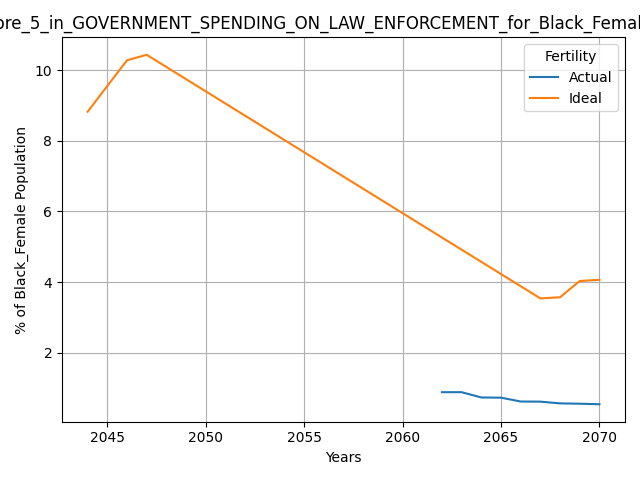 ore_5_in_GOVERNMENT_SPENDING_ON_LAW_ENFORCEMENT_for_Black_Femal
Fertility
Actual
Ideal
% of Black_Female Population
10
8
6
4
2
2045 2050 2055 2060 2065 2070
Years